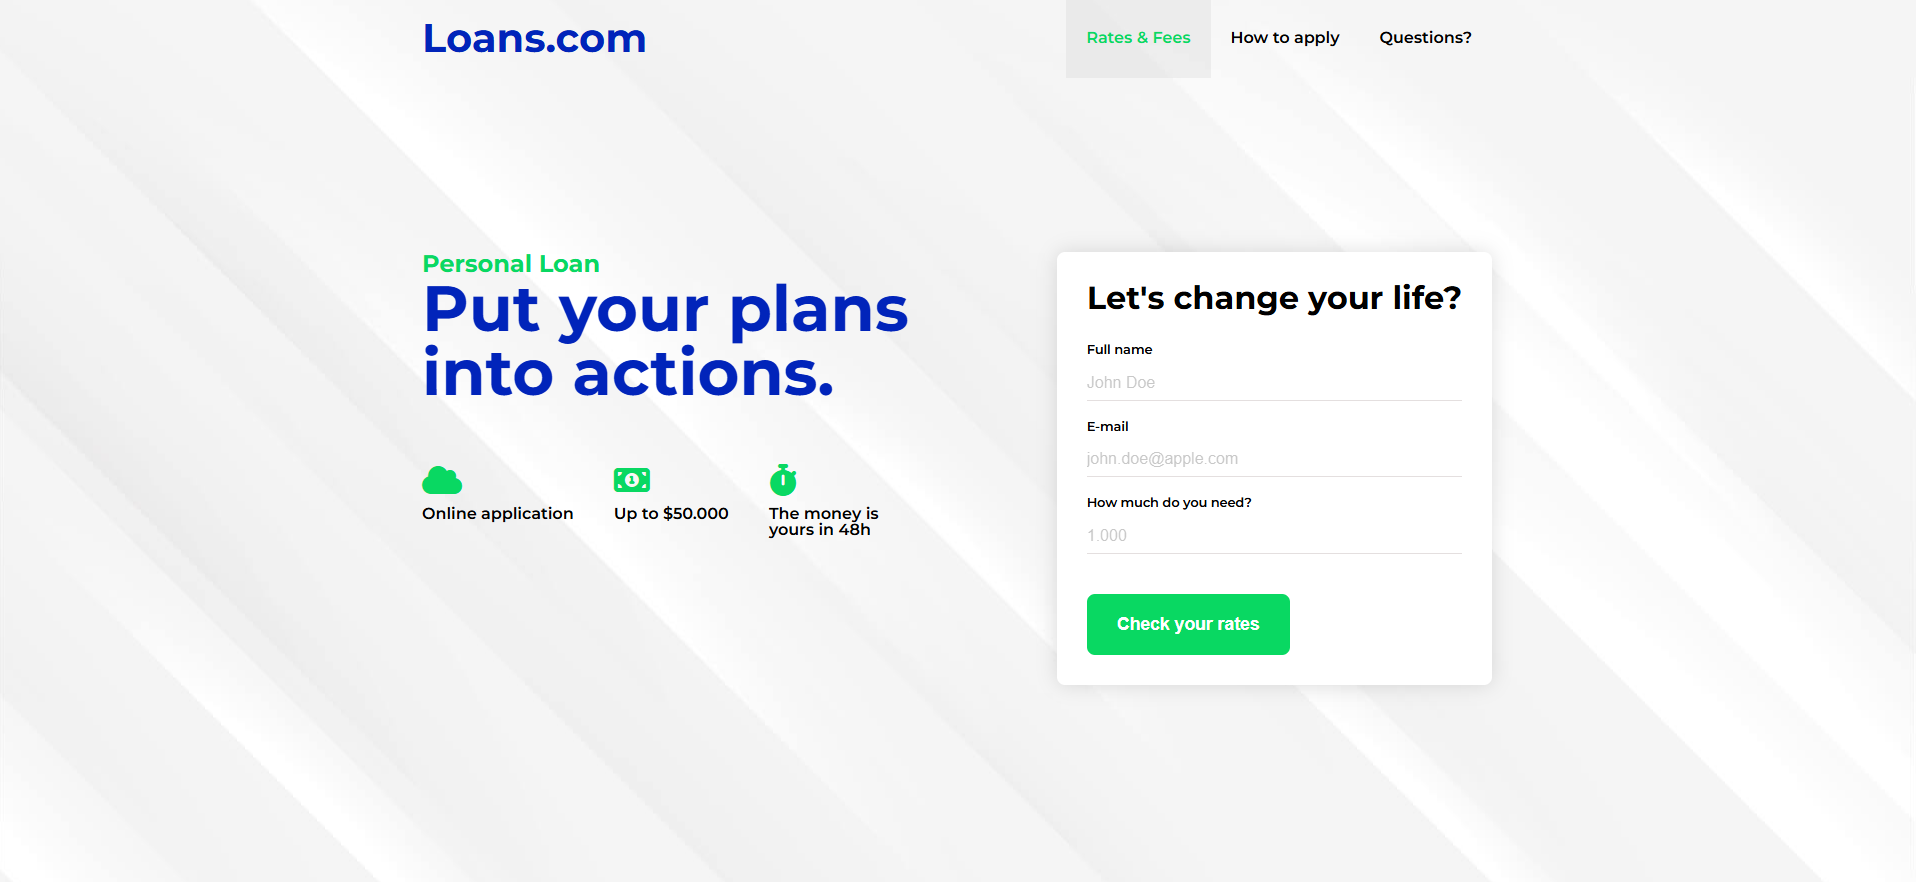 Loans.com
Rates & Fees
How to apply
Questions?
Personal Loan
Put your plans
into actions.
Online application
Up to $50.000
The money is
yours in 48h
Let's change your life?
Full name
John Doe
E-mail
john.doe@apple.com
How much do you need?
1.000
Check your rates